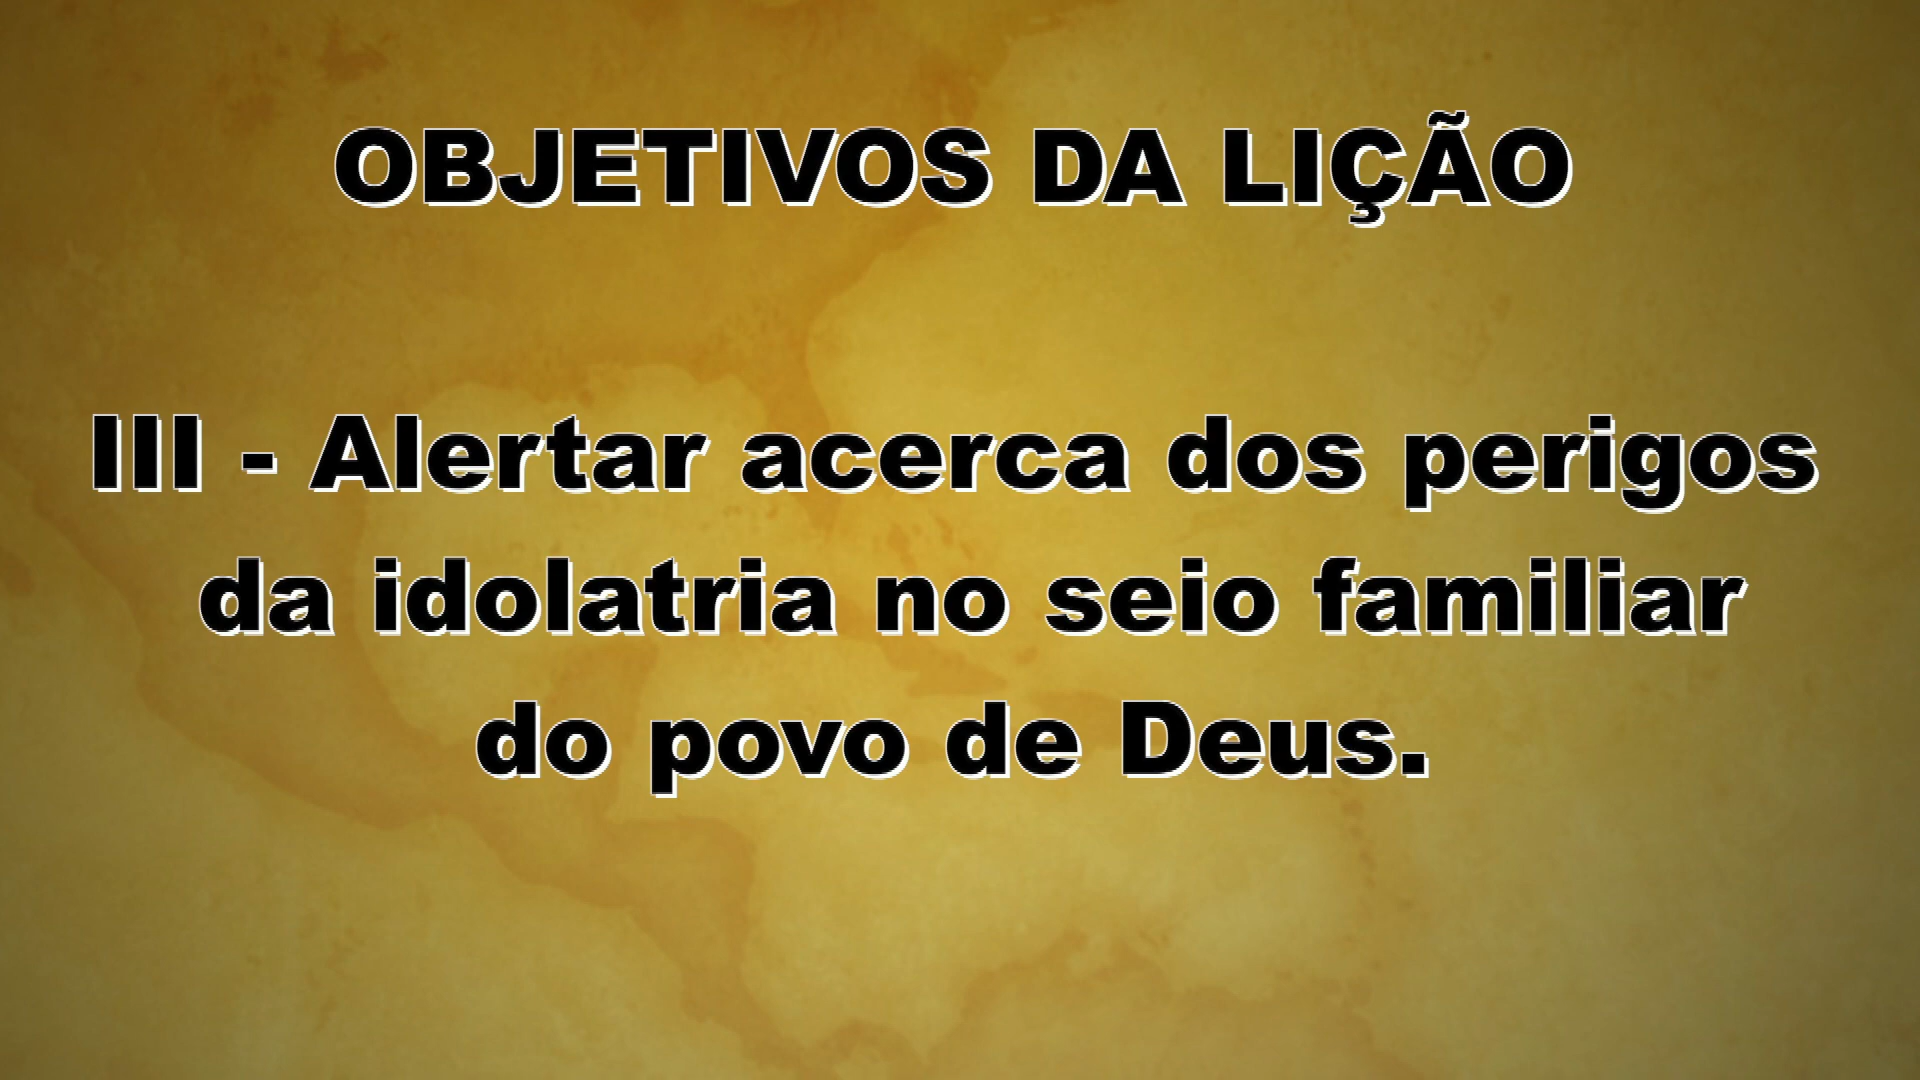 OBJETIVOS DA LIÇÃO
III - Alertar acerca dos perigos
da idolatria no seio familiar
do povo de Deus.